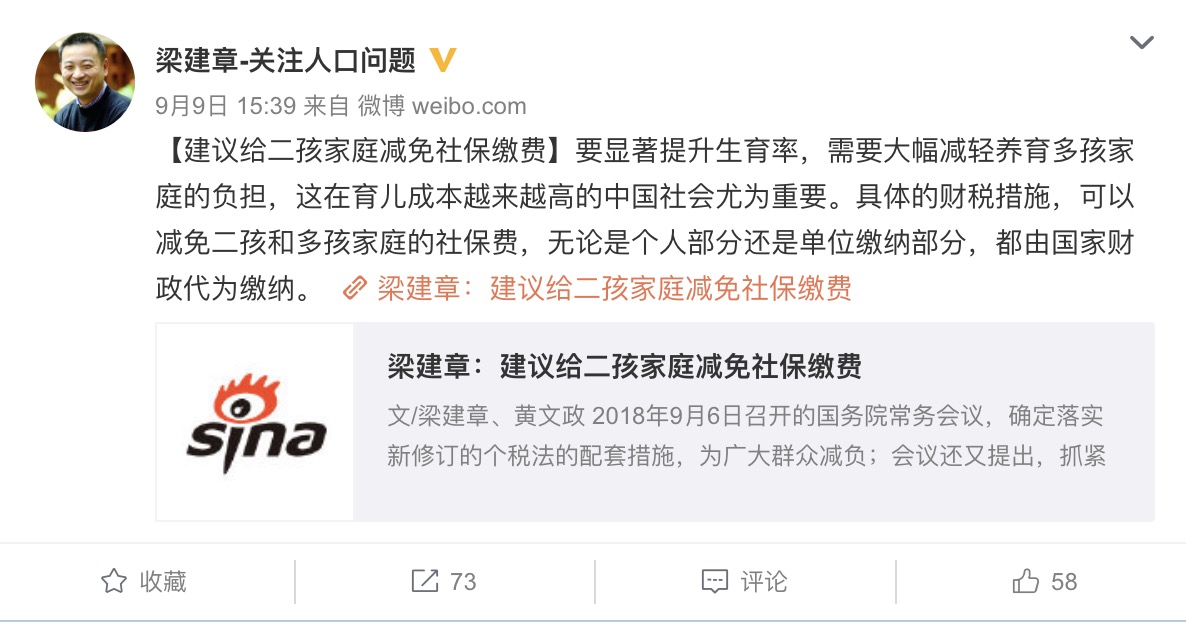 梁建章-关注人口问题
9月9日 15:39 来自 微博 weibo.com
【建议给二孩家庭减免社保缴费】要显著提升生育率，需要大幅减轻养育多孩家
庭的负担，这在育儿成本越来越高的中国社会尤为重要。具体的财税措施，可以
减免二孩和多孩家庭的社保费，无论是个人部分还是单位缴纳部分，都由国家财
政代为缴纳。 梁建章：建议给二孩家庭减免社保缴费
sina
梁建章：建议给二孩家庭减免社保缴费
文/梁建章、黄文政 2018年9月6日召开的国务院常务会议，确定落实
新修订的个税法的配套措施，为广大群众减负；会议还又提出，抓紧
收藏 73 评论 58